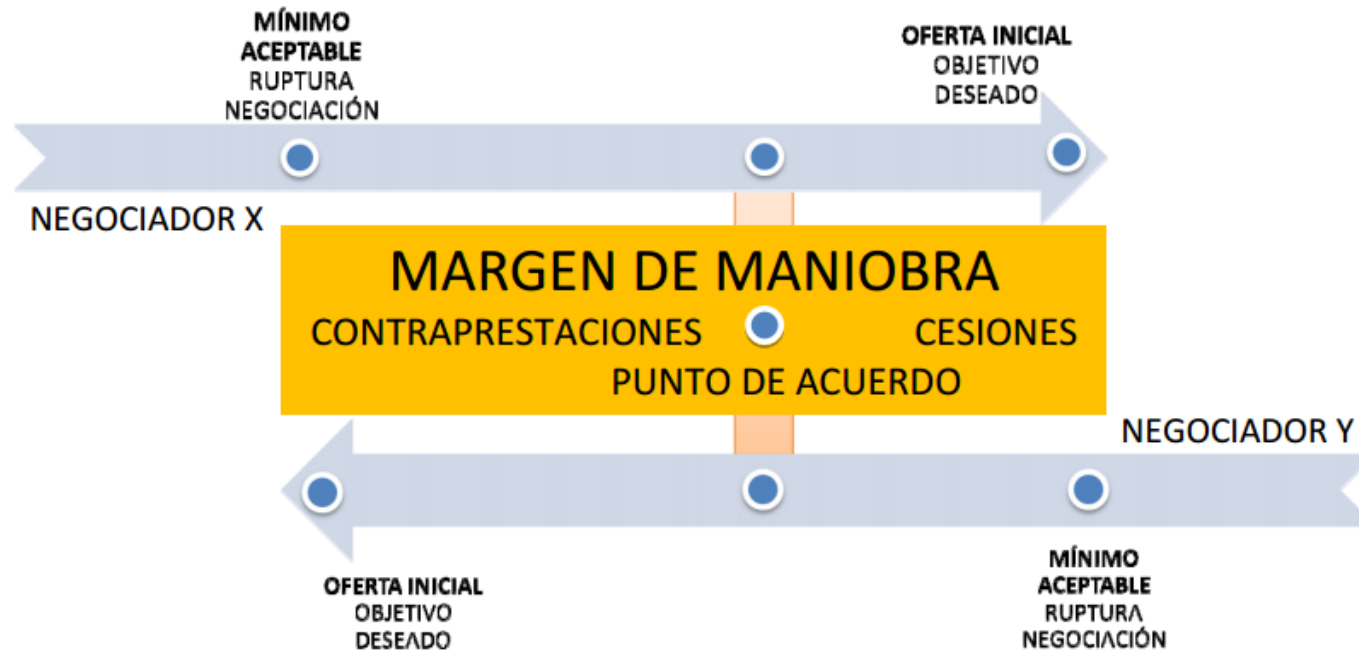 MÍNIMO
ACEPTABLE
RUPTURA
NEGOCIACIÓN
OFERTA INICIAL
OBJETIVO
DESEADO
NEGOCIADOR X
MARGEN DE MANIOBRA
CONTRAPRESTACIONES
CESIONES
PUNTO DE ACUERDO
NEGOCIADOR Y
OFERTA INICIAL
OBJETIVO
DESEADO
MÍNIMO
ACEPTABLE
RUPTURA
NEGOCIACIÓN